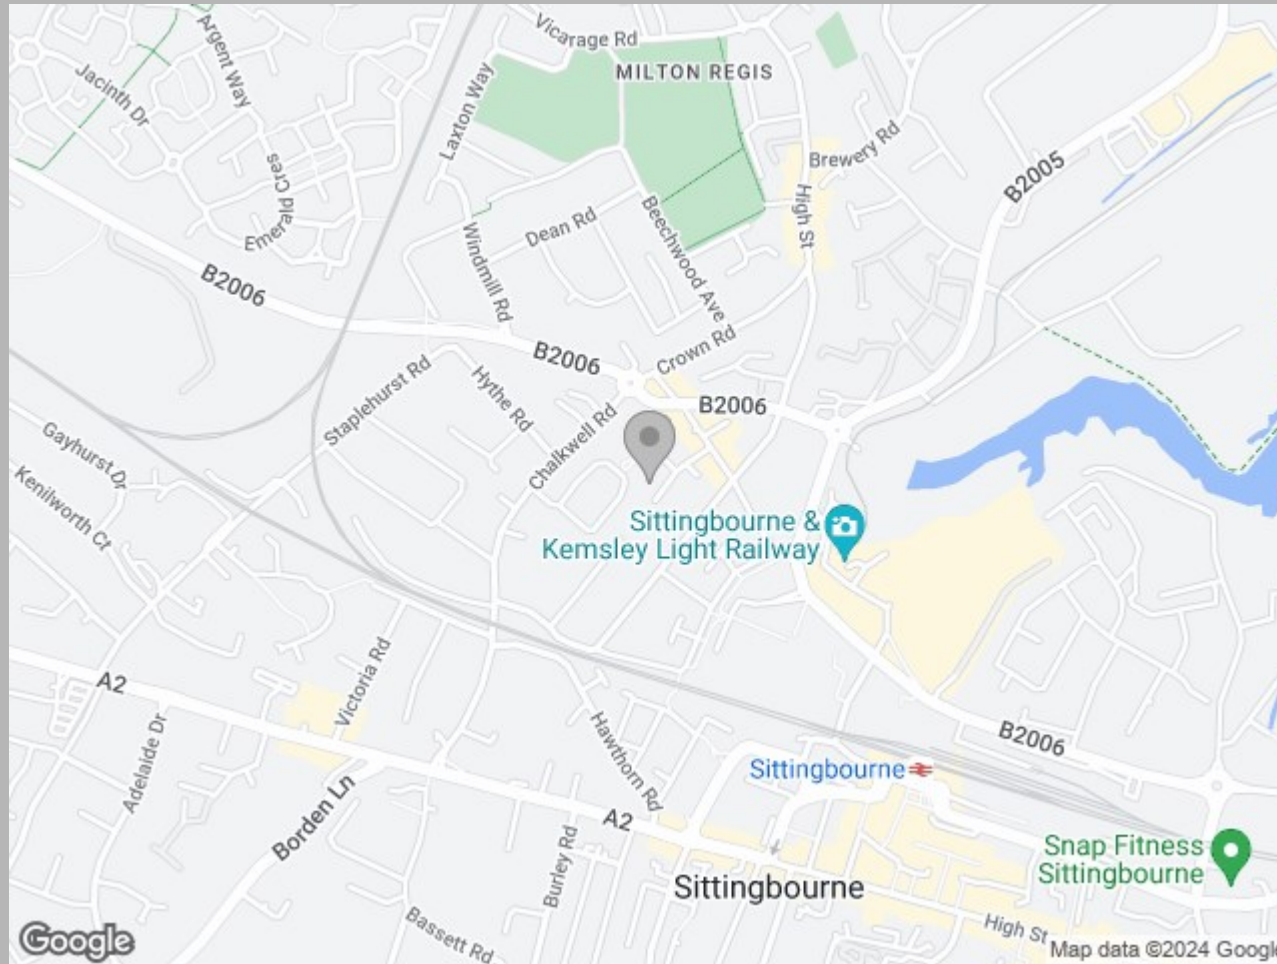 Vicarage Rd
MILTON REGIS
Argent Way
Jacinth Dr
Laxton Way
Brewery Rd
B2005
Emerald Cres
High St
Beechwood Ave
Dean Rd
Windmill Rd
B2006
Crown Rd
B2006
Staplehurst Rd
Hythe Rd
B2006
Chalkwell Rd
Gayhurst Dr
Kenilworth Ct
Sittingbourne &
Kemsley Light Railway
A2
Victoria Rd
Adelaide Dr
Hawthorn Rd
B2006
Sittingbourne
Borden Ln
A2
Burley Rd
Snap Fitness
Sittingbourne
Sittingbourne
Bassett Rd
High St
Google
Map data ©2024 Google